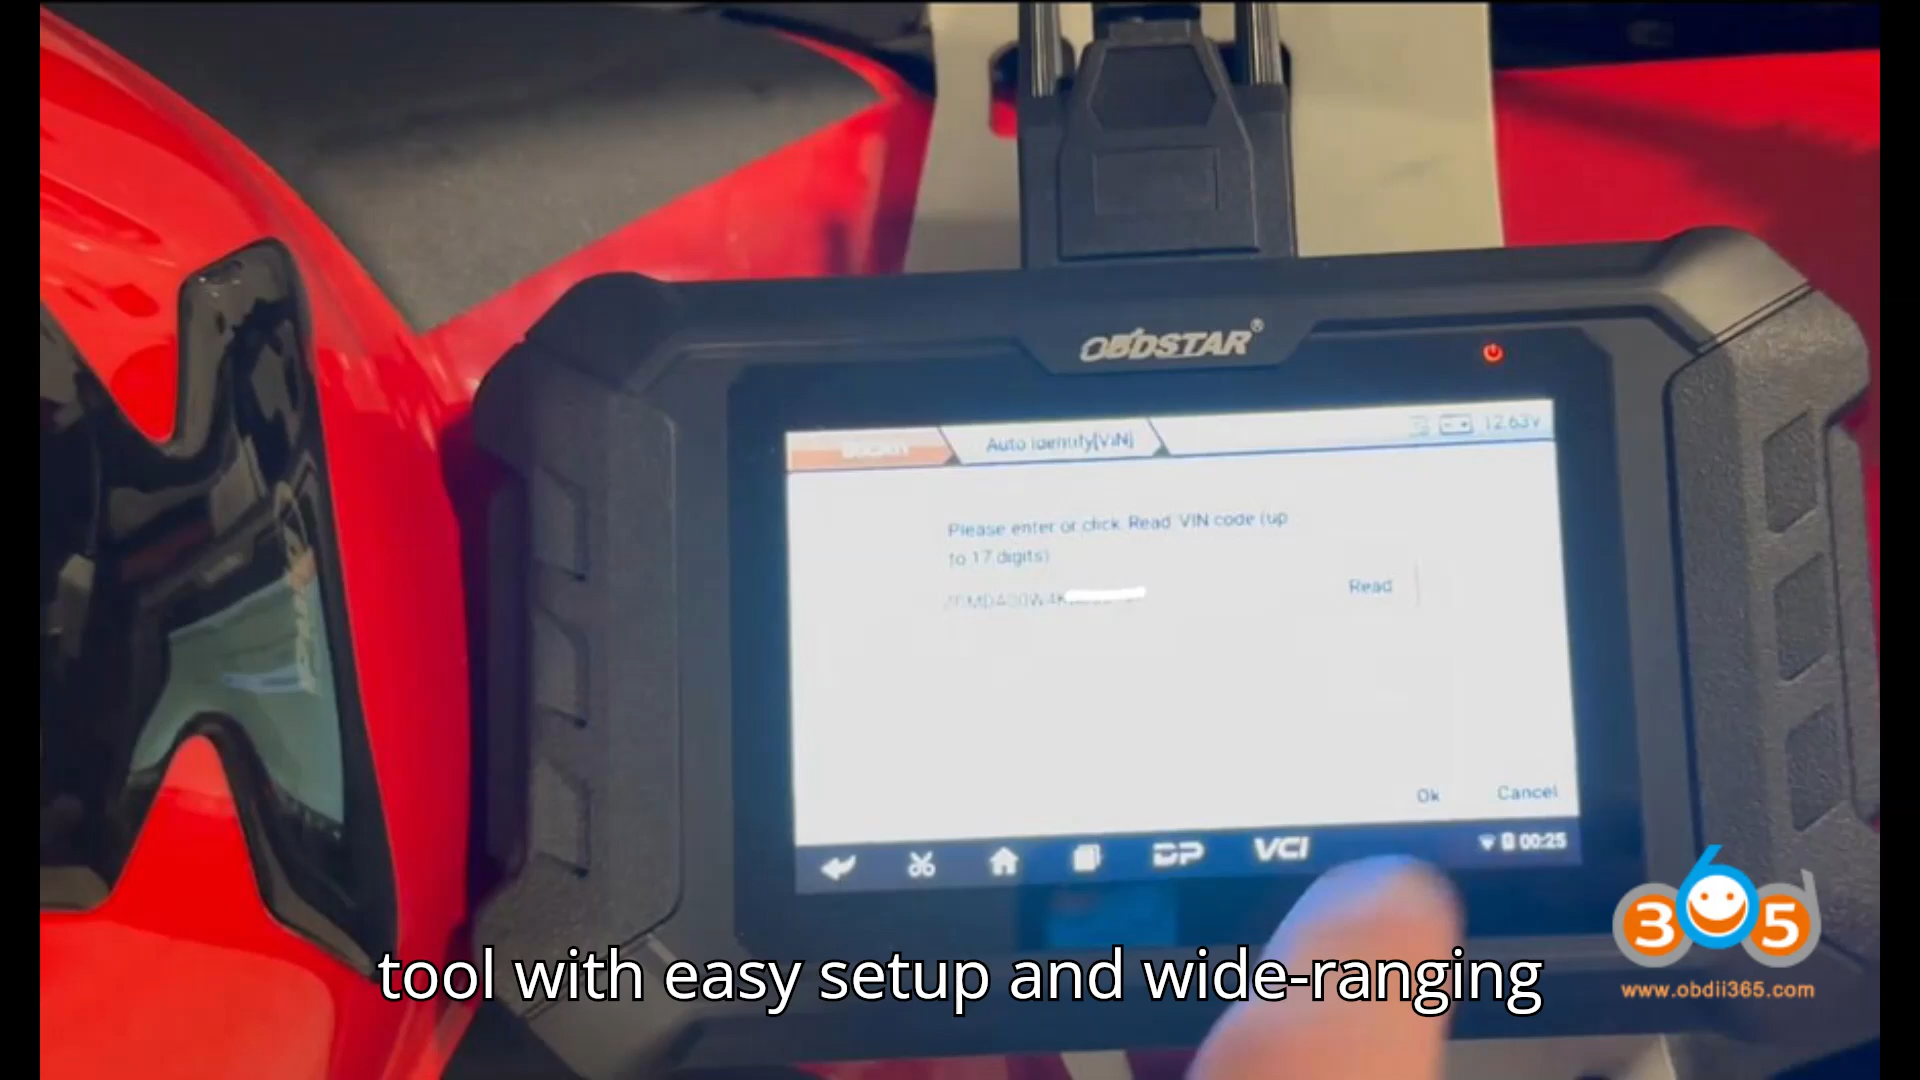 OBDSTAR®
Auto Identify[VIN]
12.63v
Please enter or click Read VIN code (up
to 17 digits)
Read
Ok
Cancel
DP
VCI
00:25
365
www.obdii365.com
tool with easy setup and wide-ranging